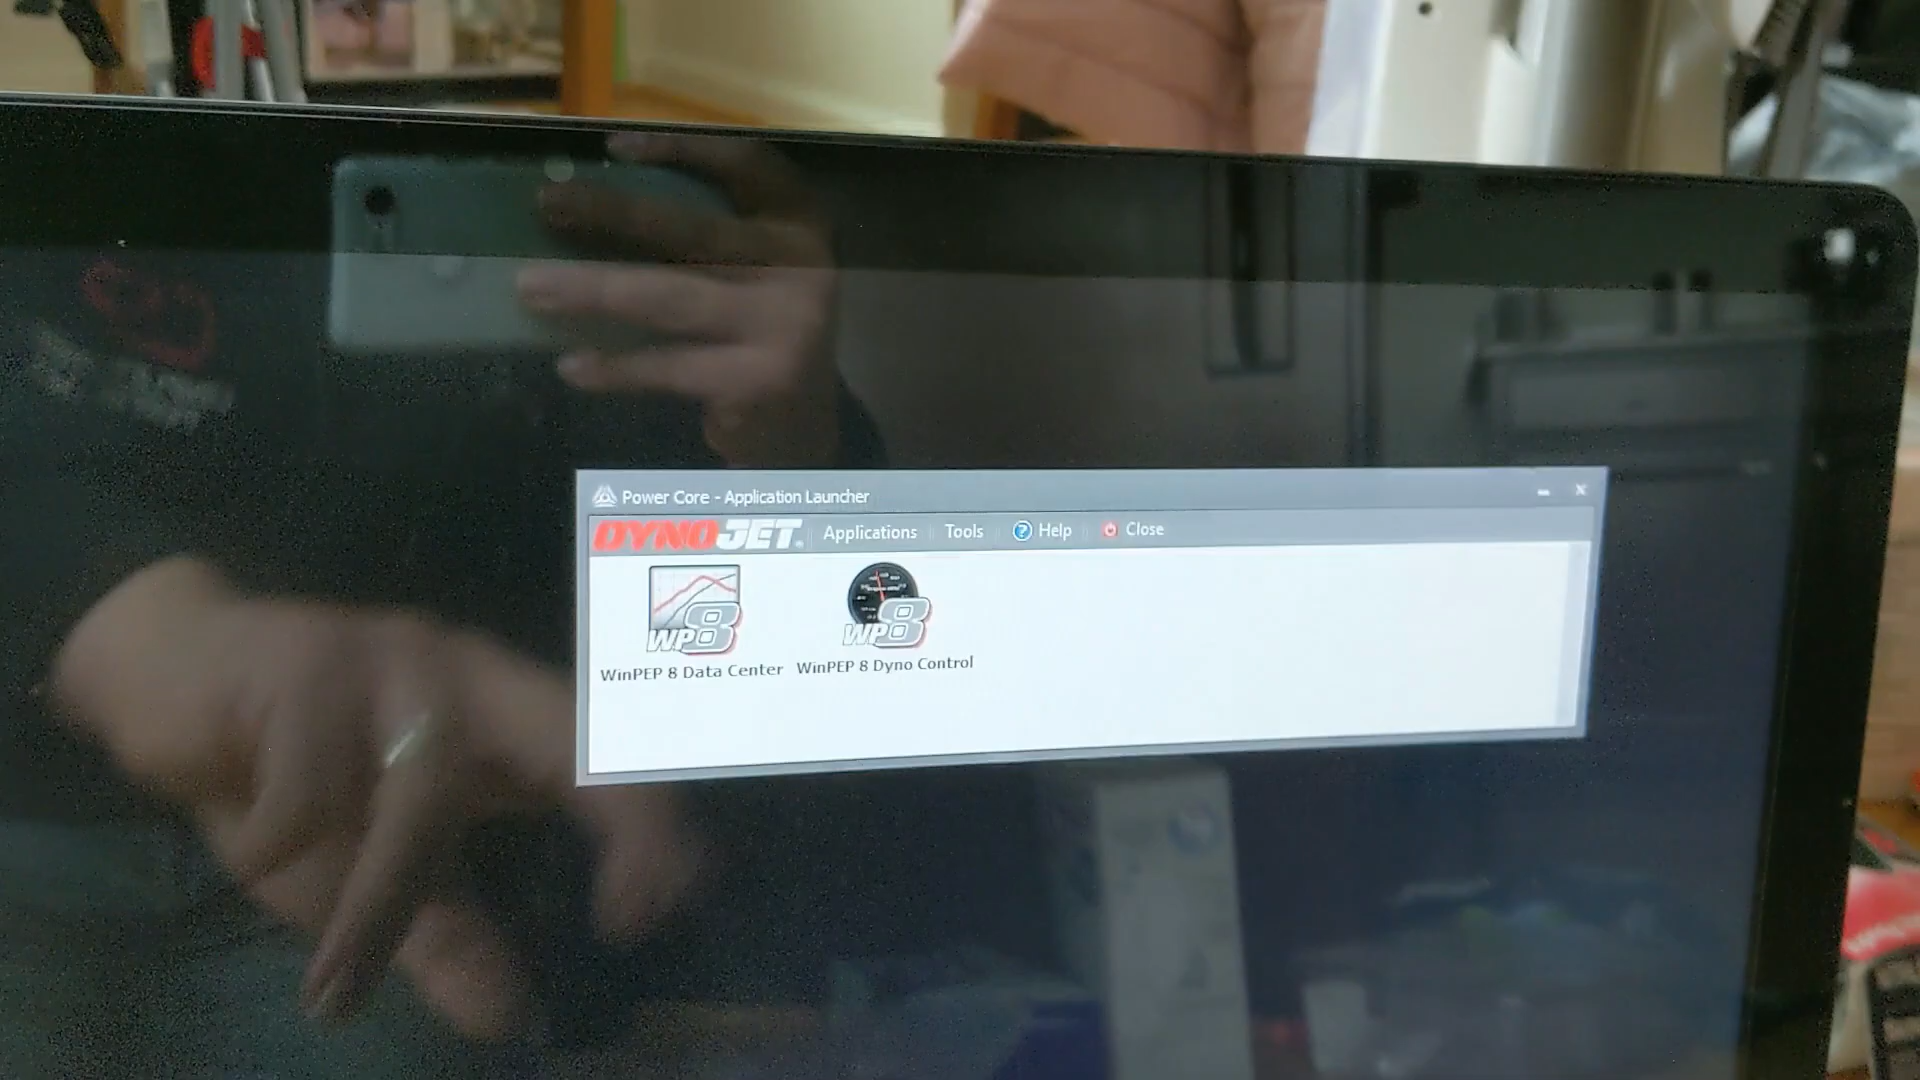 Power Core - Application Launcher
DYNOJET Applications Tools ? Help Close
WP8 WP8
WinPEP 8 Data Center WinPEP 8 Dyno Control